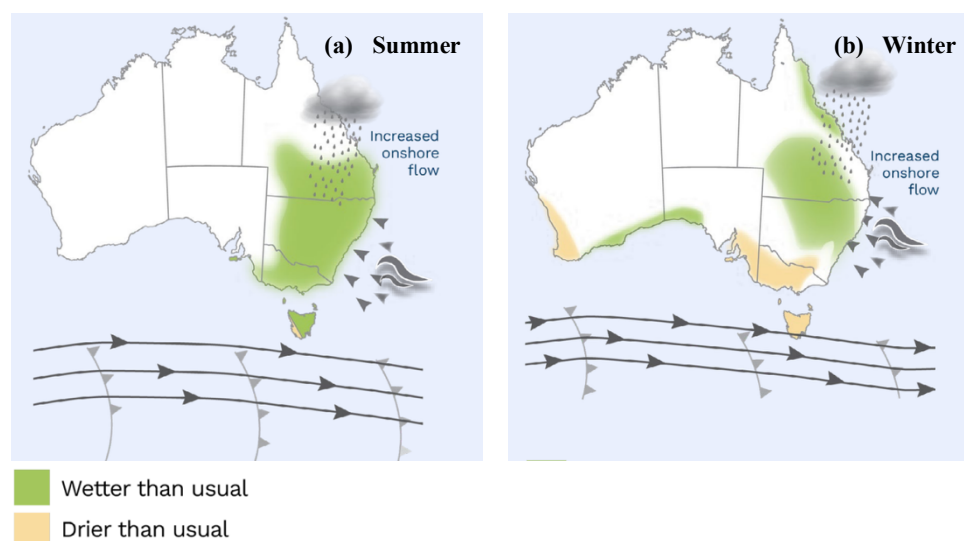 (a) Summer
Increased
onshore
flow
(b) Winter
Increased
onshore
flow
Wetter than usual
Drier than usual